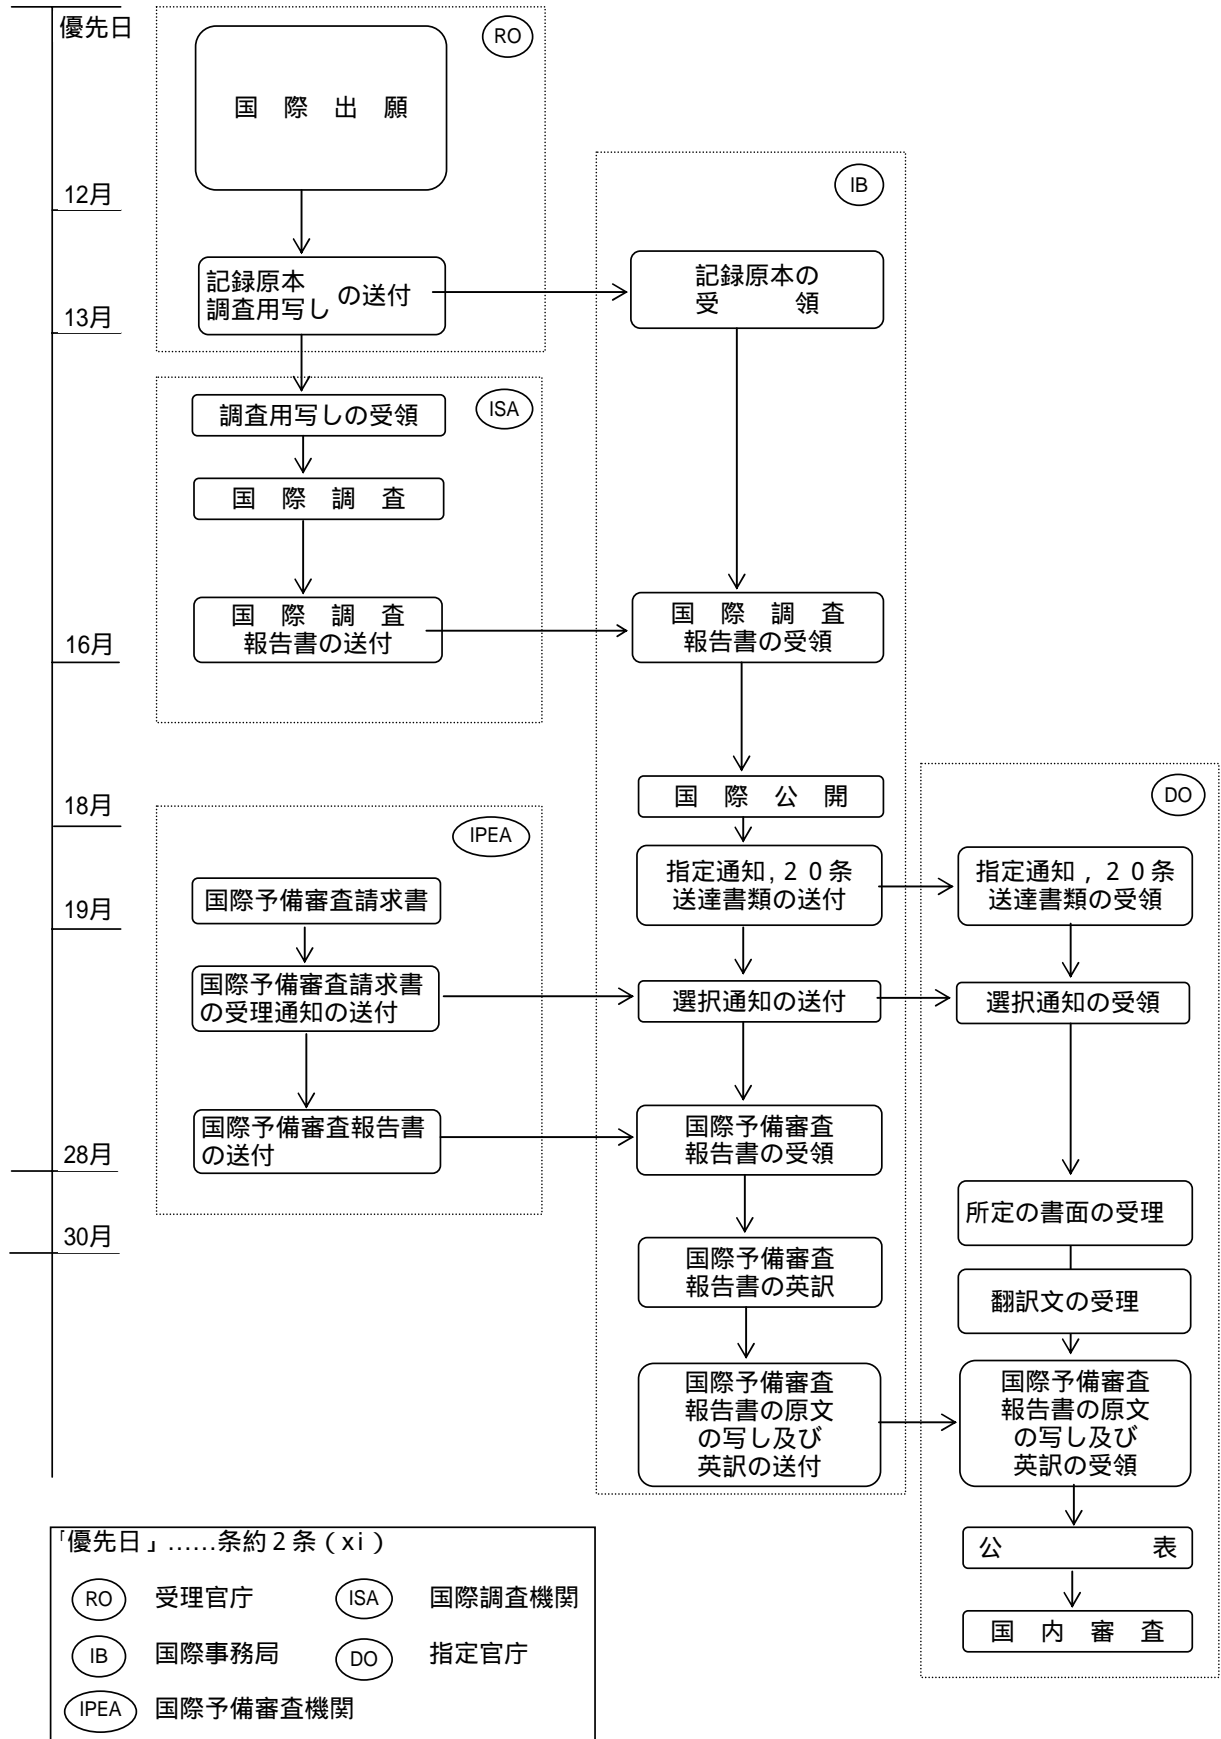 優先日
12月
13月
16月
18月
19月
28月
30月
RO
国際出願
記録原本
調査用写し
の送付
ISA
調査用写しの受領
国際調査
国際調査
報告書の送付
IPEA
国際予備審査請求書
国際予備審査請求書
の受理通知の送付
国際予備審査報告書
の送付
IB
記録原本の
受領
国際調査
報告書の受領
国際公開
指定通知,20条
送達書類の送付
選択通知の送付
国際予備審査
報告書の受領
国際予備審査
報告書の英訳
国際予備審査
報告書の原文
の写し及び
英訳の送付
DO
指定通知,20条
送達書類の受領
選択通知の受領
所定の書面の受理
翻訳文の受理
国際予備審査
報告書の原文
の写し及び
英訳の受領
公表
国内審査
「優先日」……条約2条(xi)
RO 受理官庁 ISA 国際調査機関
IB 国際事務局 DO 指定官庁
IPEA 国際予備審査機関